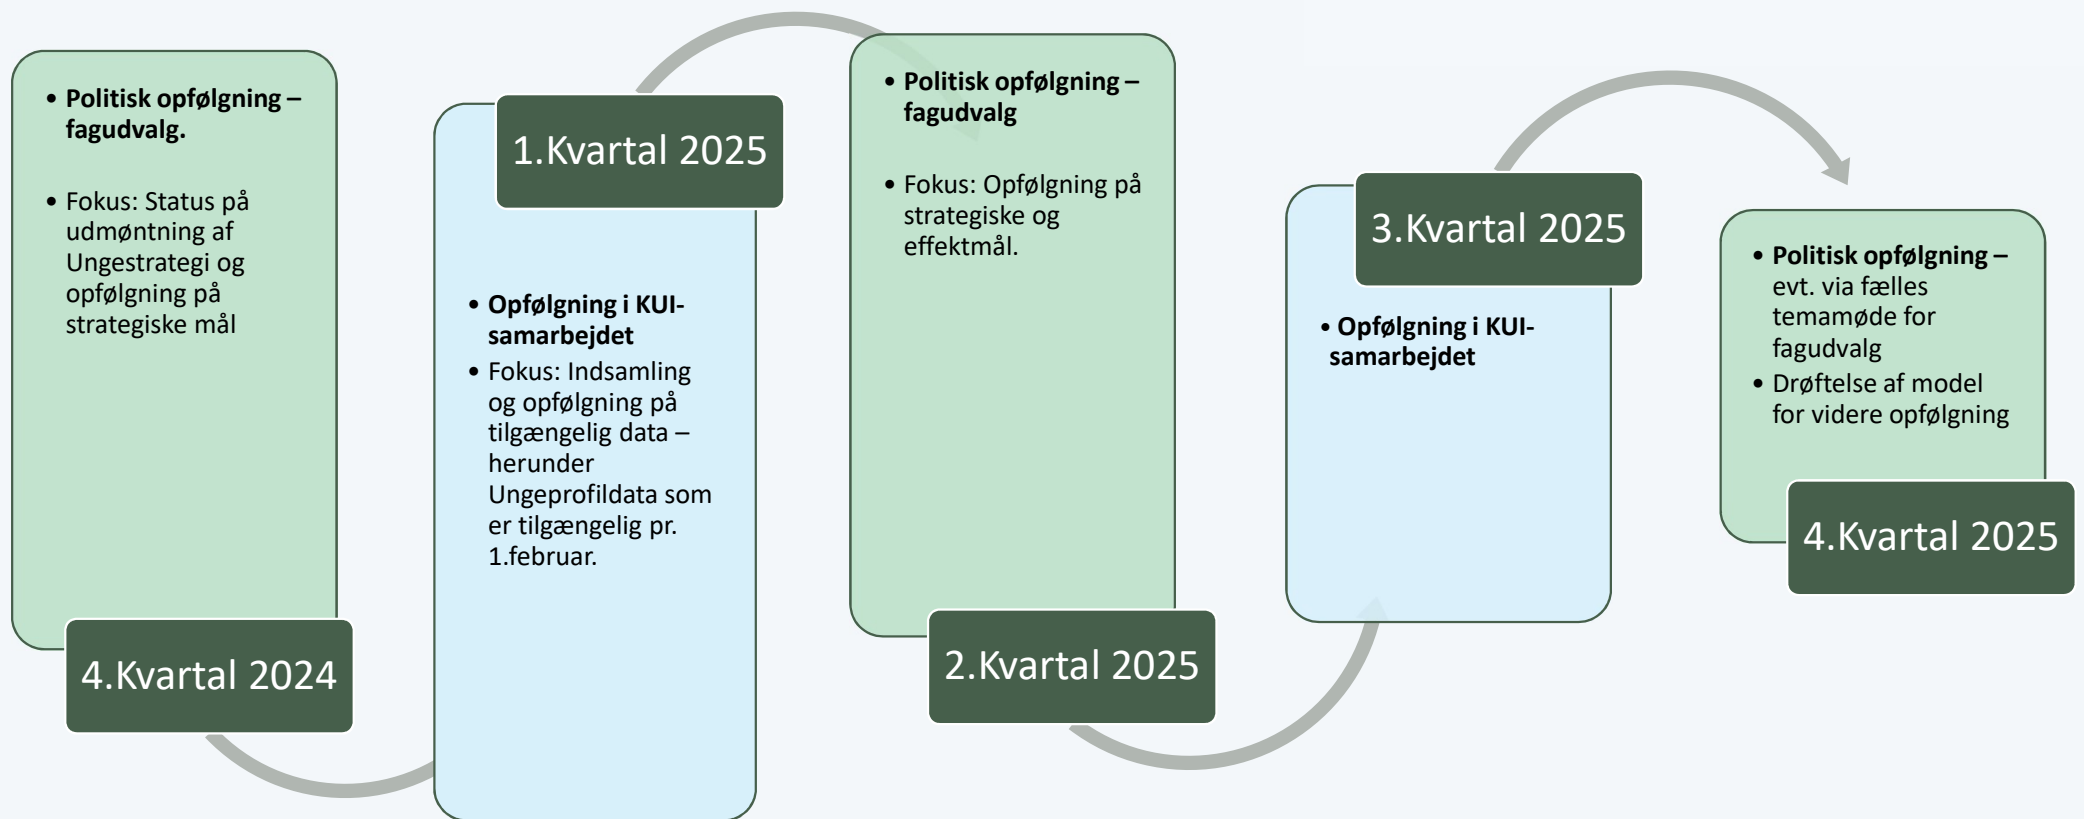 • Politisk opfølgning –
fagudvalg.
• Fokus: Status på
udmøntning af
Ungestrategi og
opfølgning på
strategiske mål
4.Kvartal 2024
1.Kvartal 2025
• Opfølgning i KUI-
samarbejdet
• Fokus: Indsamling
og opfølgning på
tilgængelig data –
herunder
Ungeprofildata som
er tilgængelig pr.
1.februar.
• Politisk opfølgning –
fagudvalg
• Fokus: Opfølgning på
strategiske og
effektmål.
2.Kvartal 2025
3.Kvartal 2025
• Opfølgning i KUI-
samarbejdet
• Politisk opfølgning –
evt. via fælles
temamøde for
fagudvalg
• Drøftelse af model
for videre opfølgning
4.Kvartal 2025